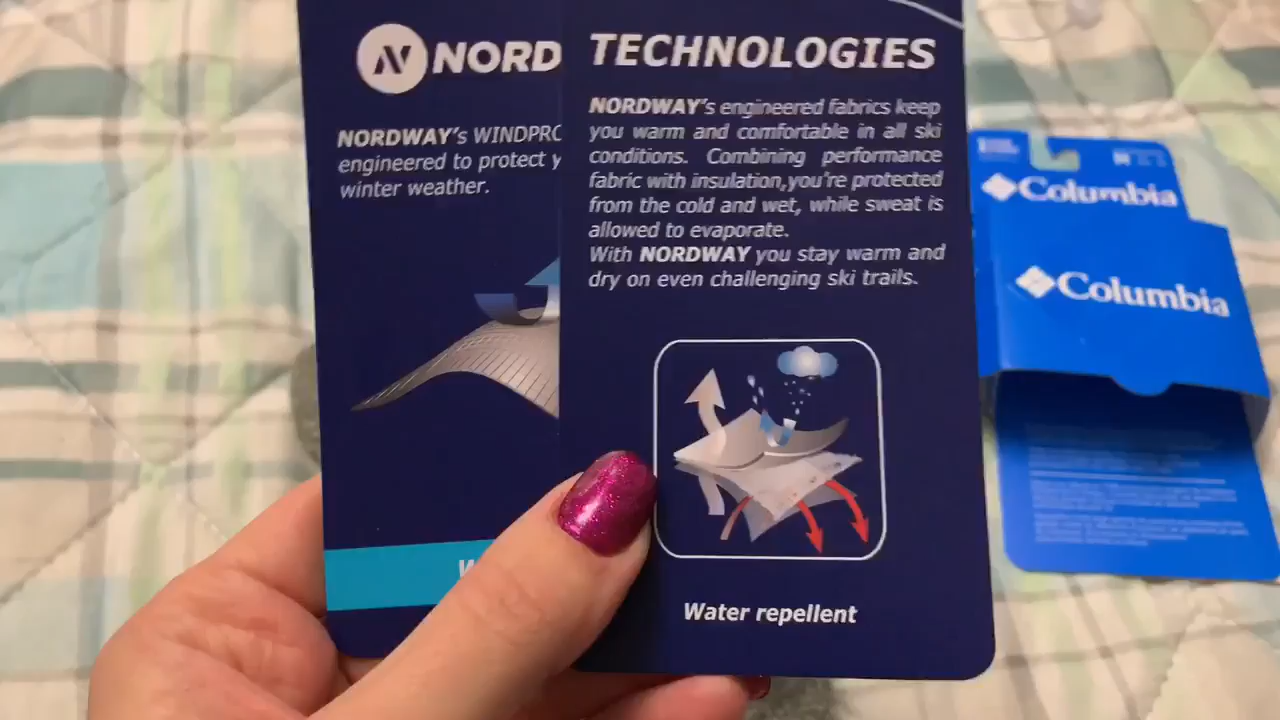 NORD
NORDWAY's WINDPRO
engineered to protect y
winter weather.
W
TECHNOLOGIES
NORDWAY's engineered fabrics keep
you warm and comfortable in all ski
conditions. Combining performance
fabric with insulation,you're protected
from the cold and wet, while sweat is
allowed to evaporate.
With NORDWAY you stay warm and
dry on even challenging ski trails.
Water repellent
Columbia
Columbia